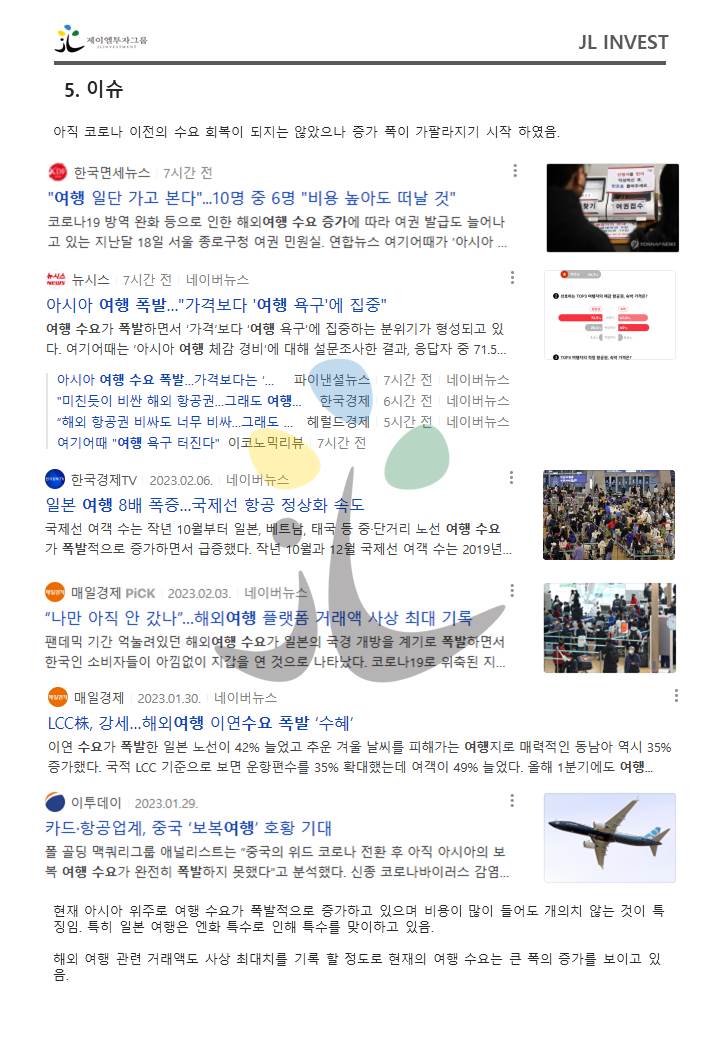 제이엘투자그룹
JL INVESTMENT
JL INVEST
5. 이슈
아직 코로나 이전의 수요 회복이 되지는 않았으나 증가 폭이 가팔라지기 시작 하였음.
한국면세뉴스 7시간 전
"여행 일단 가고 본다"...10명 중 6명 "비용 높아도 떠날 것"
코로나19 방역 완화 등으로 인한 해외여행 수요 증가에 따라 여권 발급도 늘어나
고 있는 지난달 18일 서울 종로구청 여권 민원실. 연합뉴스 여기어때가 '아시아 ...
여권접수
YONHAP NEWS
뉴시스 7시간 전 네이버뉴스
아시아 여행 폭발..."가격보다 '여행 욕구'에 집중"
여행 수요가 폭발하면서 '가격'보다 '여행 욕구'에 집중하는 분위기가 형성되고 있
다. 여기어때는 '아시아 여행 체감 경비'에 대해 설문조사한 결과, 응답자 중 71.5...
아시아 여행 수요 폭발...가격보다는 '... 파이낸셜뉴스 7시간 전 네이버뉴스
"미친듯이 비싼 해외 항공권...그래도 여행... 한국경제 6시간 전 네이버뉴스
"해외 항공권 비싸도 너무 비싸...그래도 ... 헤럴드경제 5시간 전 네이버뉴스
여기어때 "여행 욕구 터진다" 이코노믹리뷰 7시간 전
한국경제TV 2023.02.06. 네이버뉴스
일본 여행 8배 폭증...국제선 항공 정상화 속도
국제선 여객 수는 작년 10월부터 일본, 베트남, 태국 등 중·단거리 노선 여행 수요
가 폭발적으로 증가하면서 급증했다. 작년 10월과 12월 국제선 여객 수는 2019년...
매일경제 PiCK 2023.02.03. 네이버뉴스
"나만 아직 안 갔나"...해외여행 플랫폼 거래액 사상 최대 기록
팬데믹 기간 억눌려있던 해외여행 수요가 일본의 국경 개방을 계기로 폭발하면서
한국인 소비자들이 아낌없이 지갑을 연 것으로 나타났다. 코로나19로 위축된 지...
매일경제 2023.01.30. 네이버뉴스
LCC株, 강세...해외여행 이연수요 폭발 '수혜'
이연 수요가 폭발한 일본 노선이 42% 늘었고 추운 겨울 날씨를 피해가는 여행지로 매력적인 동남아 역시 35%
증가했다. 국적 LCC 기준으로 보면 운항편수를 35% 확대했는데 여객이 49% 늘었다. 올해 1분기에도 여행...
이투데이 2023.01.29.
카드·항공업계, 중국 '보복여행' 호황 기대
폴 골딩 맥쿼리그룹 애널리스트는 "중국의 위드 코로나 전환 후 아직 아시아의 보
복 여행 수요가 완전히 폭발하지 못했다"고 분석했다. 신종 코로나바이러스 감염...
현재 아시아 위주로 여행 수요가 폭발적으로 증가하고 있으며 비용이 많이 들어도 개의치 않는 것이 특
징임. 특히 일본 여행은 엔화 특수로 인해 특수를 맞이하고 있음.
해외 여행 관련 거래액도 사상 최대치를 기록 할 정도로 현재의 여행 수요는 큰 폭의 증가를 보이고 있
음.